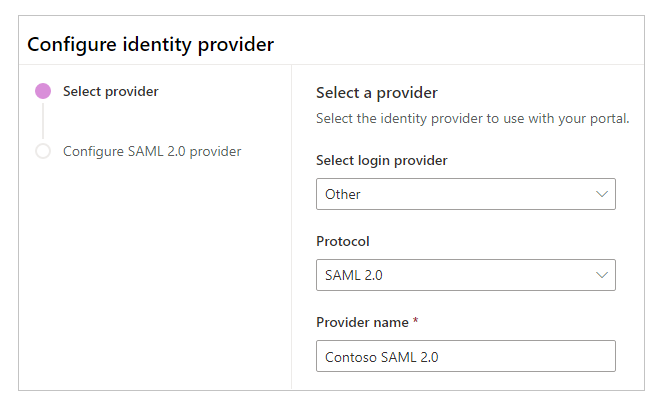 Configure identity provider
Select provider
Configure SAML 2.0 provider
Select a provider
Select the identity provider to use with your portal.
Select login provider
Other
Protocol
SAML 2.0
Provider name *
Contoso SAML 2.0